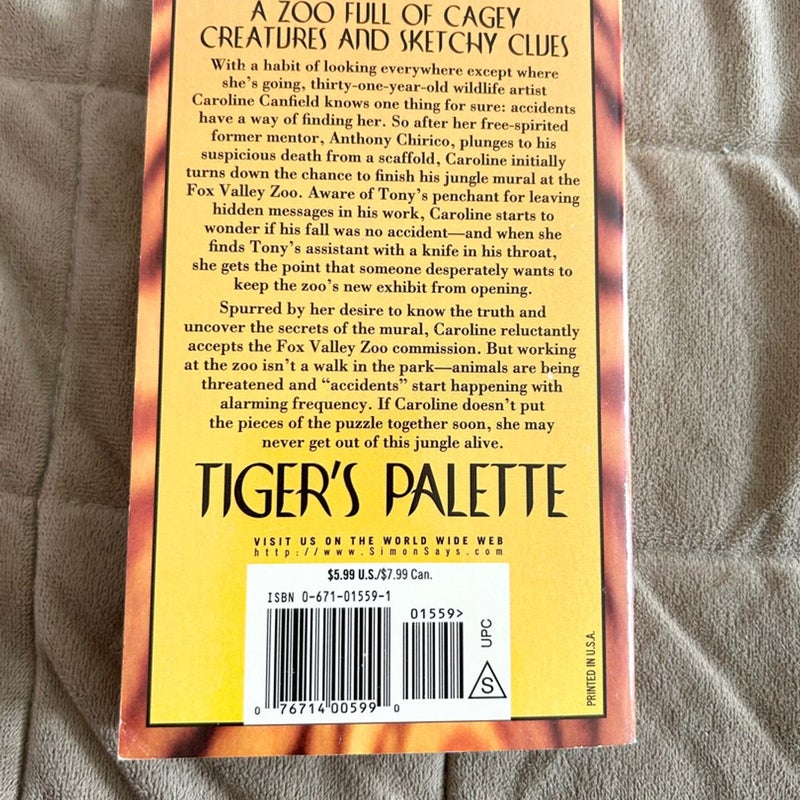 A ZOO FULL OF CAGEY
CREATURES AND SKETCHY CLUES
With a habit of looking everywhere except where
she's going, thirty-one-year-old wildlife artist
Caroline Canfield knows one thing for sure: accidents
have a way of finding her. So after her free-spirited
former mentor, Anthony Chirico, plunges to his
suspicious death from a scaffold, Caroline initially
turns down the chance to finish his jungle mural at the
Fox Valley Zoo. Aware of Tony's penchant for leaving
hidden messages in his work, Caroline starts to
wonder if his fall was no accident—and when she
finds Tony's assistant with a knife in his throat,
she gets the point that someone desperately wants to
keep the zoo's new exhibit from opening.
Spurred by her desire to know the truth and
uncover the secrets of the mural, Caroline reluctantly
accepts the Fox Valley Zoo commission. But working
at the zoo isn't a walk in the park—animals are being
threatened and “accidents” start happening with
alarming frequency. If Caroline doesn't put
the pieces of the puzzle together soon, she may
never get out of this jungle alive.
TIGER'S PALETTE
VISIT US ON THE WORLD WIDE WEB
http://www.SimonSays.com
$5.99 U.S./$7.99 Can.
ISBN 0-671-01559-1
01559>
UPC
S
0 76714 00599 0
PRINTED IN U.S.A.